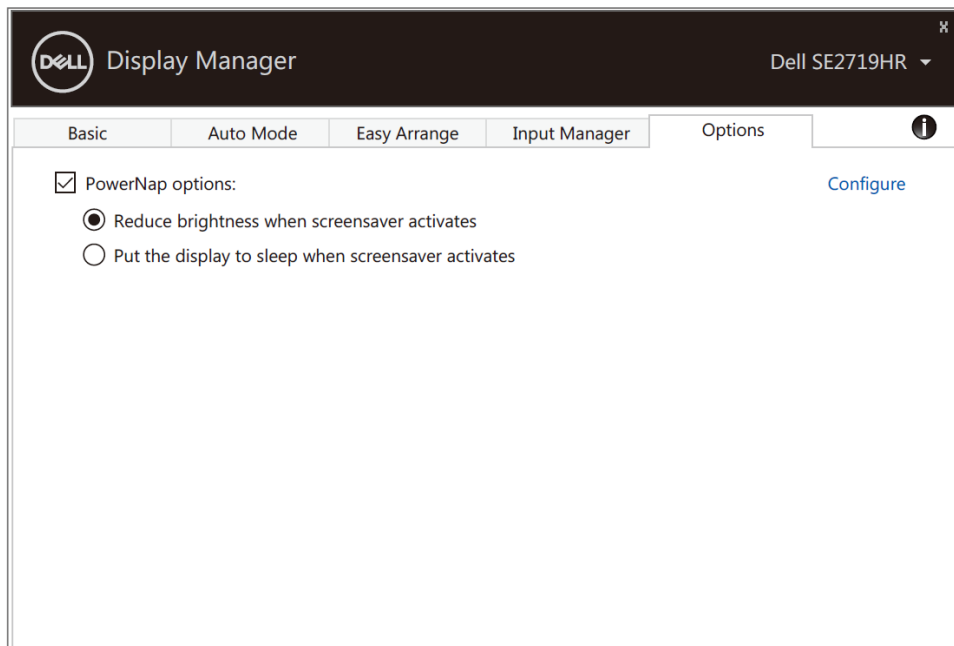 DELL
Display Manager
x
Dell SE2719HR
Basic
Auto Mode
Easy Arrange
Input Manager
Options
i
PowerNap options:
Configure
Reduce brightness when screensaver activates
Put the display to sleep when screensaver activates